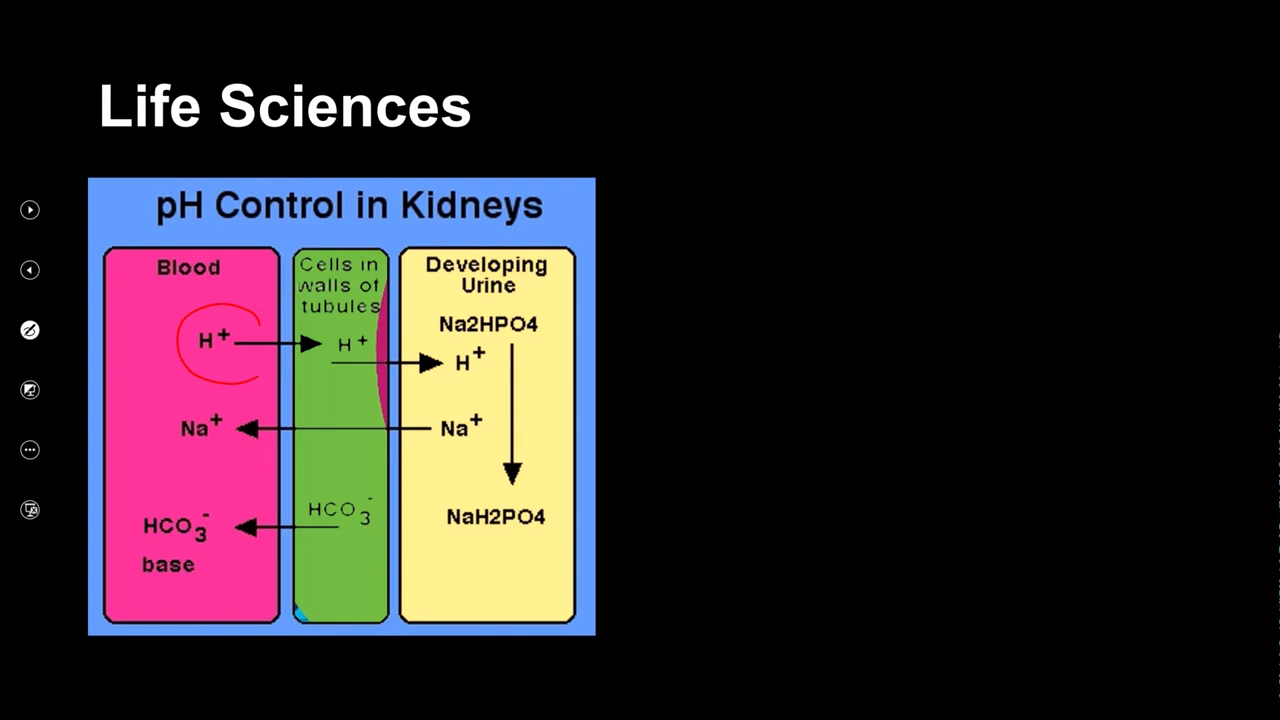 Life Sciences
pH Control in Kidneys
Blood
H+
Na+
HCO3-
base
Cells in
walls of
tubules
H+
HCO3-
Developing
Urine
Na2HPO4
H+
Na+
NaH2PO4